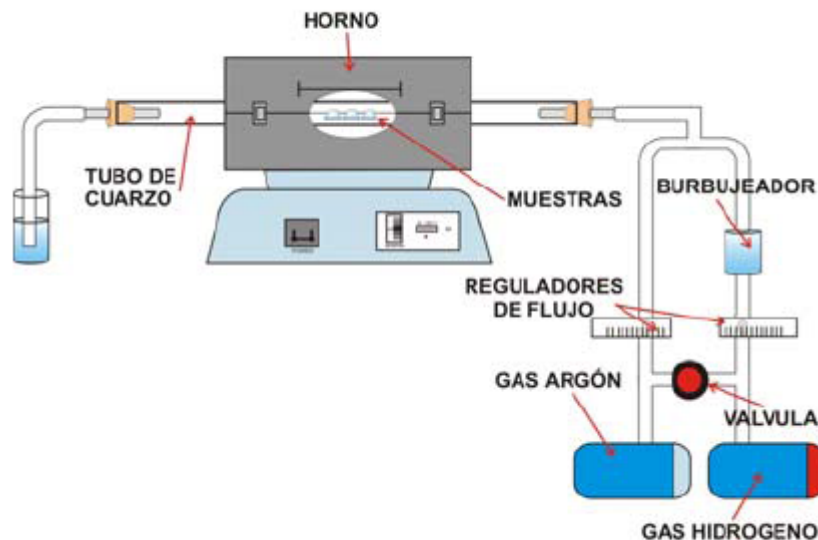 HORNO
TUBO DE
CUARZO
MUESTRAS
BURBUJEADOR
REGULADORES
DE FLUJO
GAS ARGÓN
VALVULA
GAS HIDROGENO